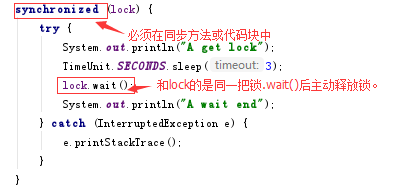 synchronized (lock) {
必须在同步方法或代码块中
try {
System.out.println("A get lock");
TimeUnit.SECONDS.sleep( timeout: 3);
lock.wait();
和lock的是同一把锁.wait()后主动释放锁。
System.out.println("A wait end");
} catch (InterruptedException e) {
e.printStackTrace();
}
}